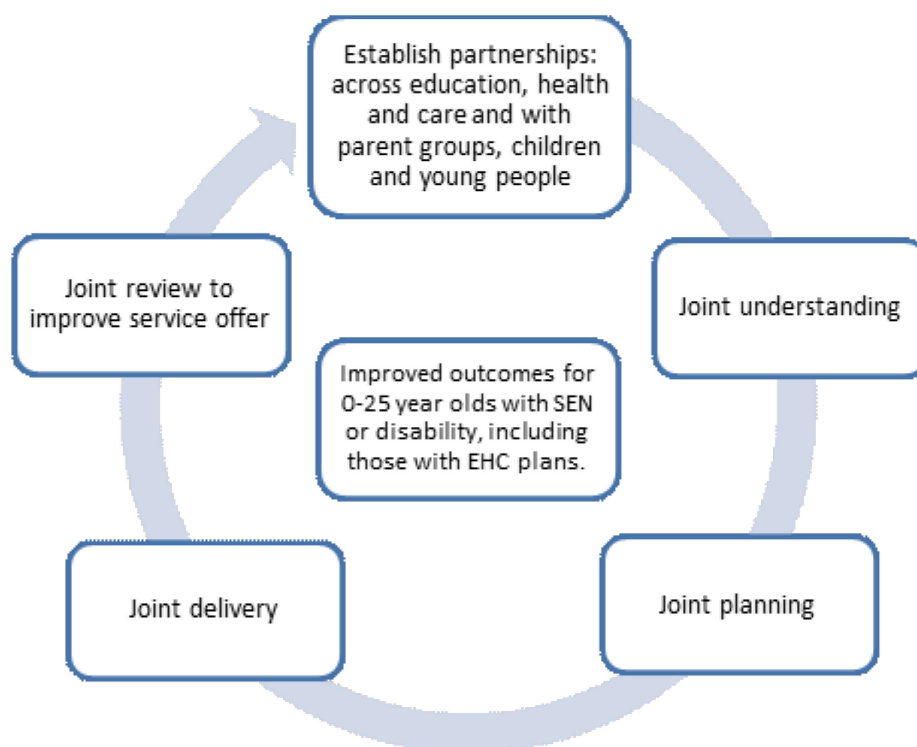 Establish partnerships:
across education, health
and care and with
parent groups, children
and young people
Joint understanding
Joint planning
Joint delivery
Joint review to
improve service offer
Improved outcomes for
0-25 year olds with SEN
or disability, including
those with EHC plans.